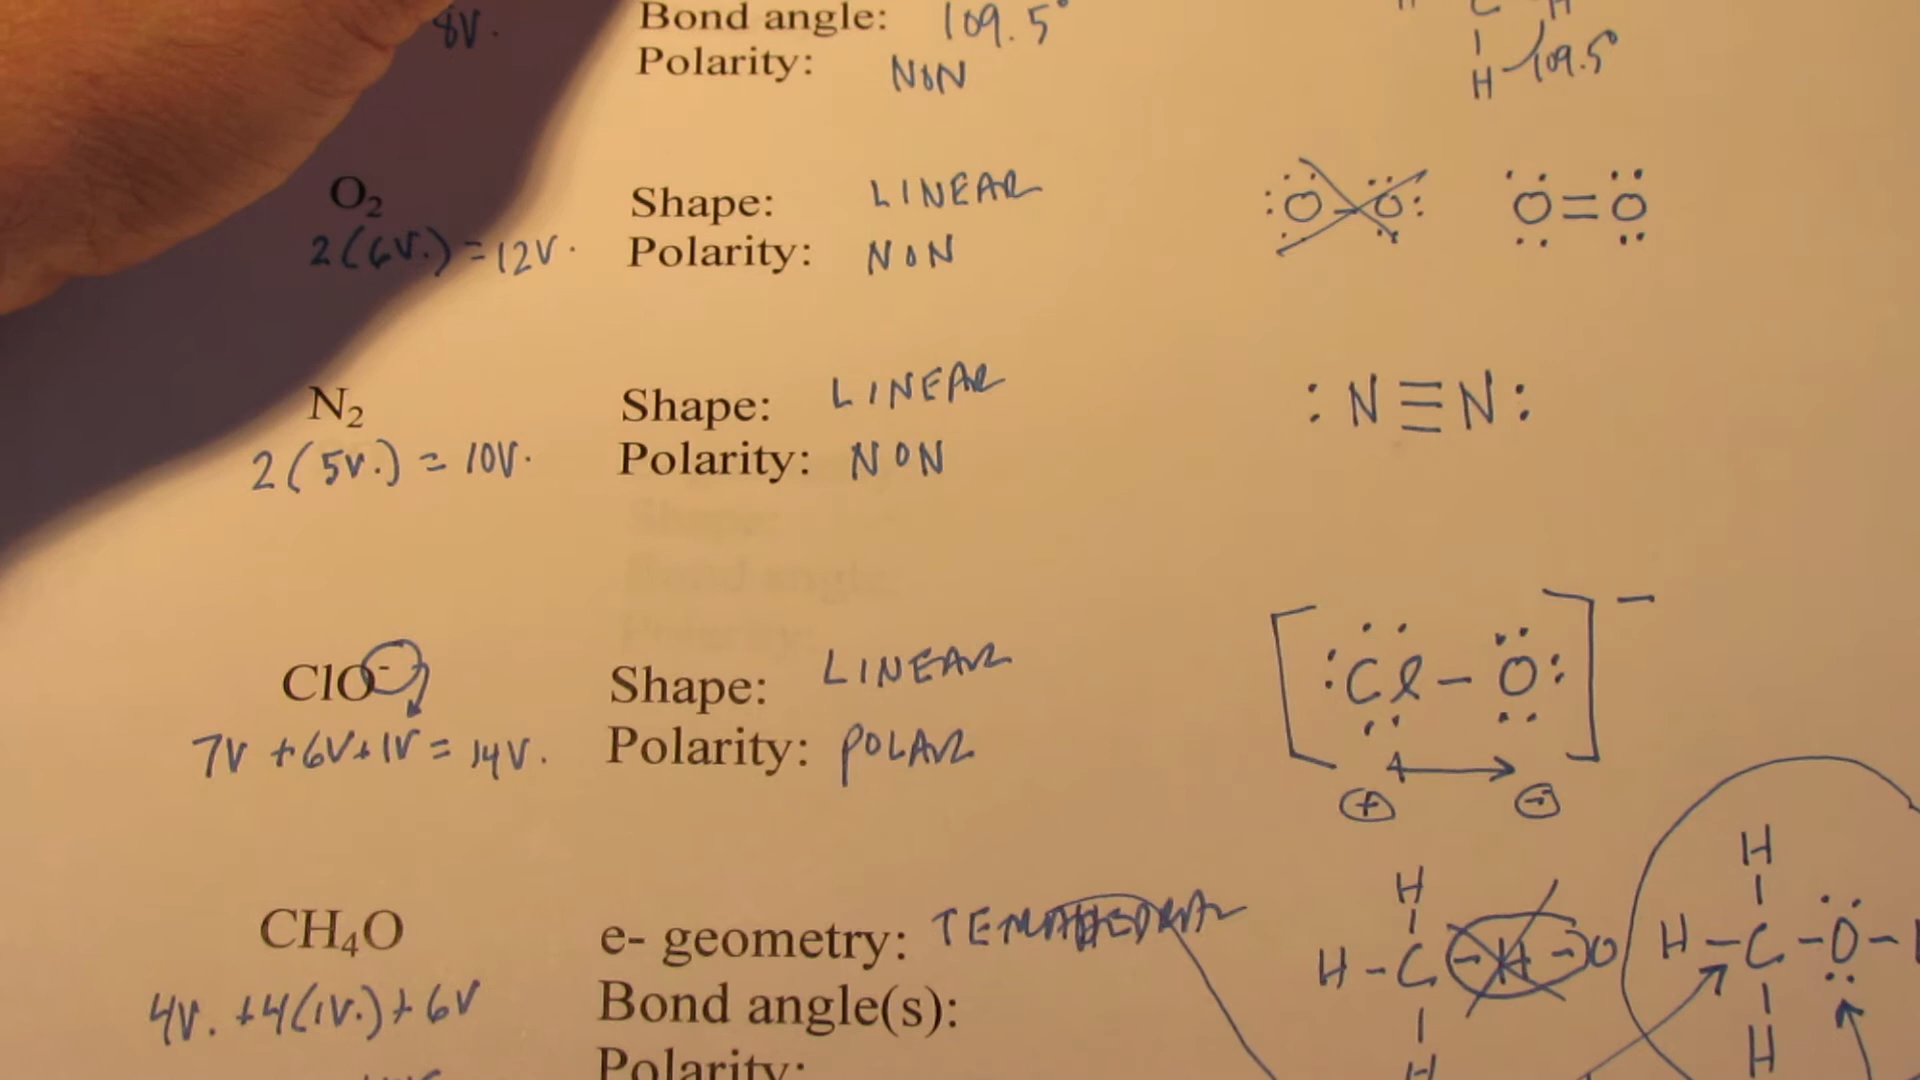 8V. Bond angle: 109.5° C H
Polarity: NON H 109.5°
O2 Shape: LINEAR :O-O: O=O
2(6V.)=12V. Polarity: NON
N2 Shape: LINEAR :N≡N:
2(5V.) = 10V. Polarity: NON
ClO- Shape: LINEAR [:Cl-O:]-
7V+6V+1V=14V. Polarity: POLAR
+ -
CH4O e- geometry: TETRAHEDRAL H
H-C-H-O H-C-O-
H
H
4V.+4(1V.)+6V Bond angle(s): H
H
Polarity: